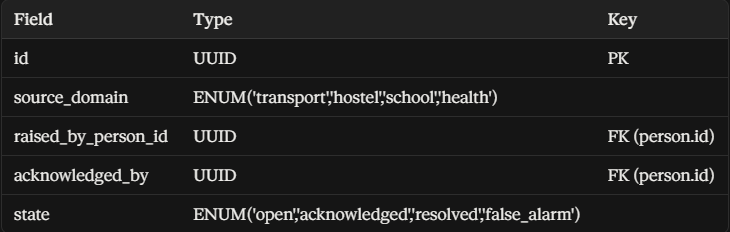 Field Type Key
id UUID PK
source_domain ENUM('transport','hostel','school','health')
raised_by_person_id UUID FK (person.id)
acknowledged_by UUID FK (person.id)
state ENUM('open','acknowledged','resolved','false_alarm')